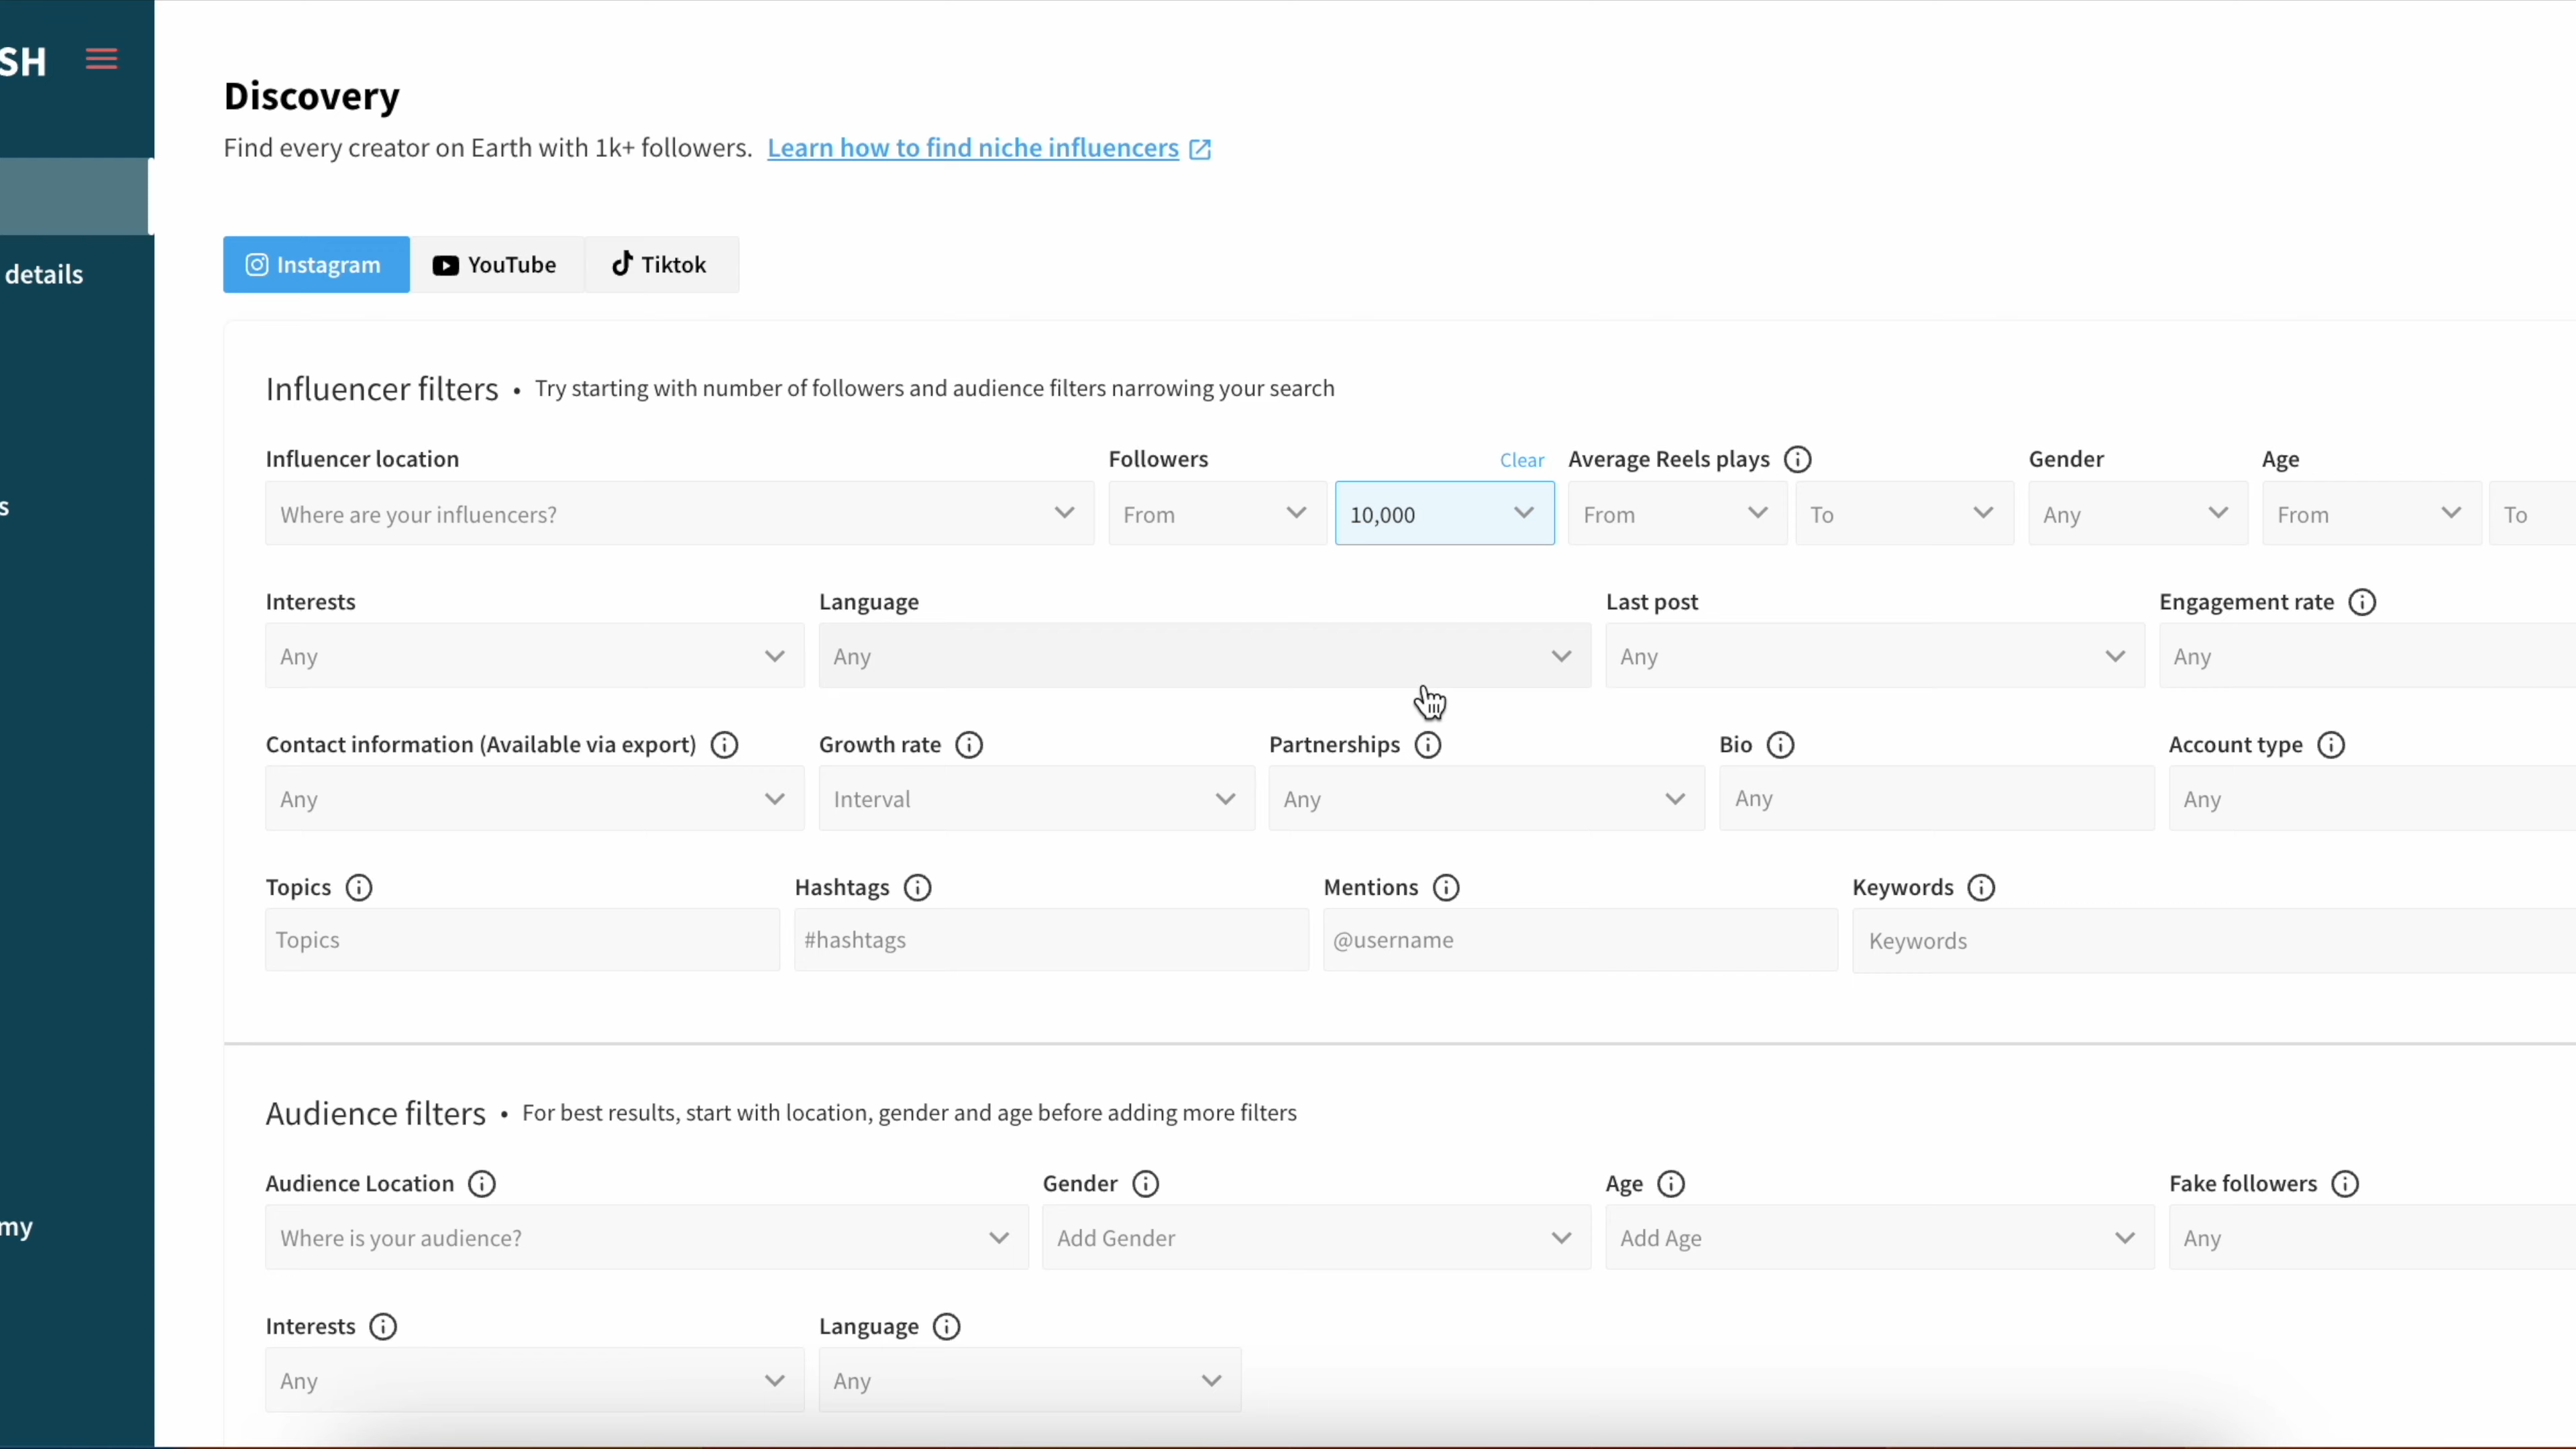 SH
Discovery
Find every creator on Earth with 1k+ followers. Learn how to find niche influencers
details
Instagram YouTube Tiktok
Influencer filters • Try starting with number of followers and audience filters narrowing your search
Influencer location Followers Clear Average Reels plays Gender Age
Where are your influencers? From 10,000 From To Any From To
s
Interests Language Last post Engagement rate
Any Any Any Any
Contact information (Available via export) Growth rate Partnerships Bio Account type
Any Interval Any Any Any
Topics Hashtags Mentions Keywords
Topics #hashtags @username Keywords
Audience filters • For best results, start with location, gender and age before adding more filters
Audience Location Gender Age Fake followers
my
Where is your audience? Add Gender Add Age Any
Interests Language
Any Any